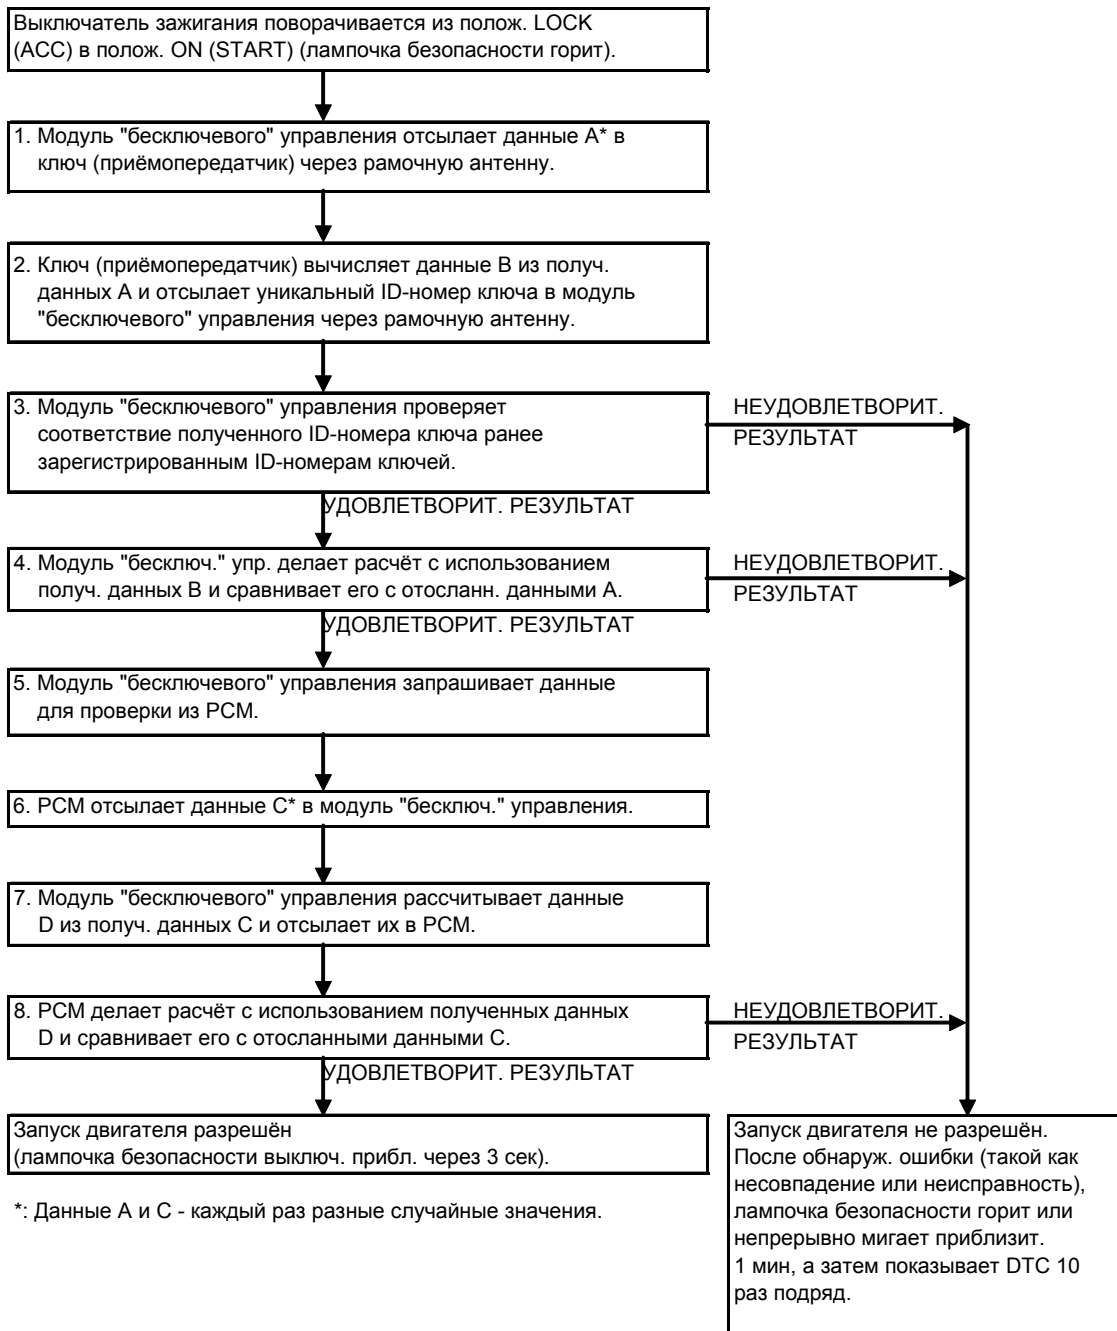 Выключатель зажигания поворачивается из полож. LOCK
(ACC) в полож. ON (START) (лампочка безопасности горит).
1. Модуль "бесключевого" управления отсылает данные A* в
ключ (приёмопередатчик) через рамочную антенну.
2. Ключ (приёмопередатчик) вычисляет данные B из получ.
данных A и отсылает уникальный ID-номер ключа в модуль
"бесключевого" управления через рамочную антенну.
3. Модуль "бесключевого" управления проверяет
соответствие полученного ID-номера ключа ранее
зарегистрированным ID-номерам ключей.
НЕУДОВЛЕТВОРИТ.
РЕЗУЛЬТАТ
УДОВЛЕТВОРИТ. РЕЗУЛЬТАТ
4. Модуль "бесключ." упр. делает расчёт с использованием
получ. данных B и сравнивает его с отосланн. данными A.
НЕУДОВЛЕТВОРИТ.
РЕЗУЛЬТАТ
УДОВЛЕТВОРИТ. РЕЗУЛЬТАТ
5. Модуль "бесключевого" управления запрашивает данные
для проверки из PCM.
6. PCM отсылает данные C* в модуль "бесключ." управления.
7. Модуль "бесключевого" управления рассчитывает данные
D из получ. данных C и отсылает их в PCM.
8. PCM делает расчёт с использованием полученных данных
D и сравнивает его с отосланными данными C.
НЕУДОВЛЕТВОРИТ.
РЕЗУЛЬТАТ
УДОВЛЕТВОРИТ. РЕЗУЛЬТАТ
Запуск двигателя разрешён
(лампочка безопасности выключ. прибл. через 3 сек).
*: Данные A и C - каждый раз разные случайные значения.
Запуск двигателя не разрешён.
После обнаруж. ошибки (такой как
несовпадение или неисправность),
лампочка безопасности горит или
непрерывно мигает приблизит.
1 мин, а затем показывает DTC 10
раз подряд.